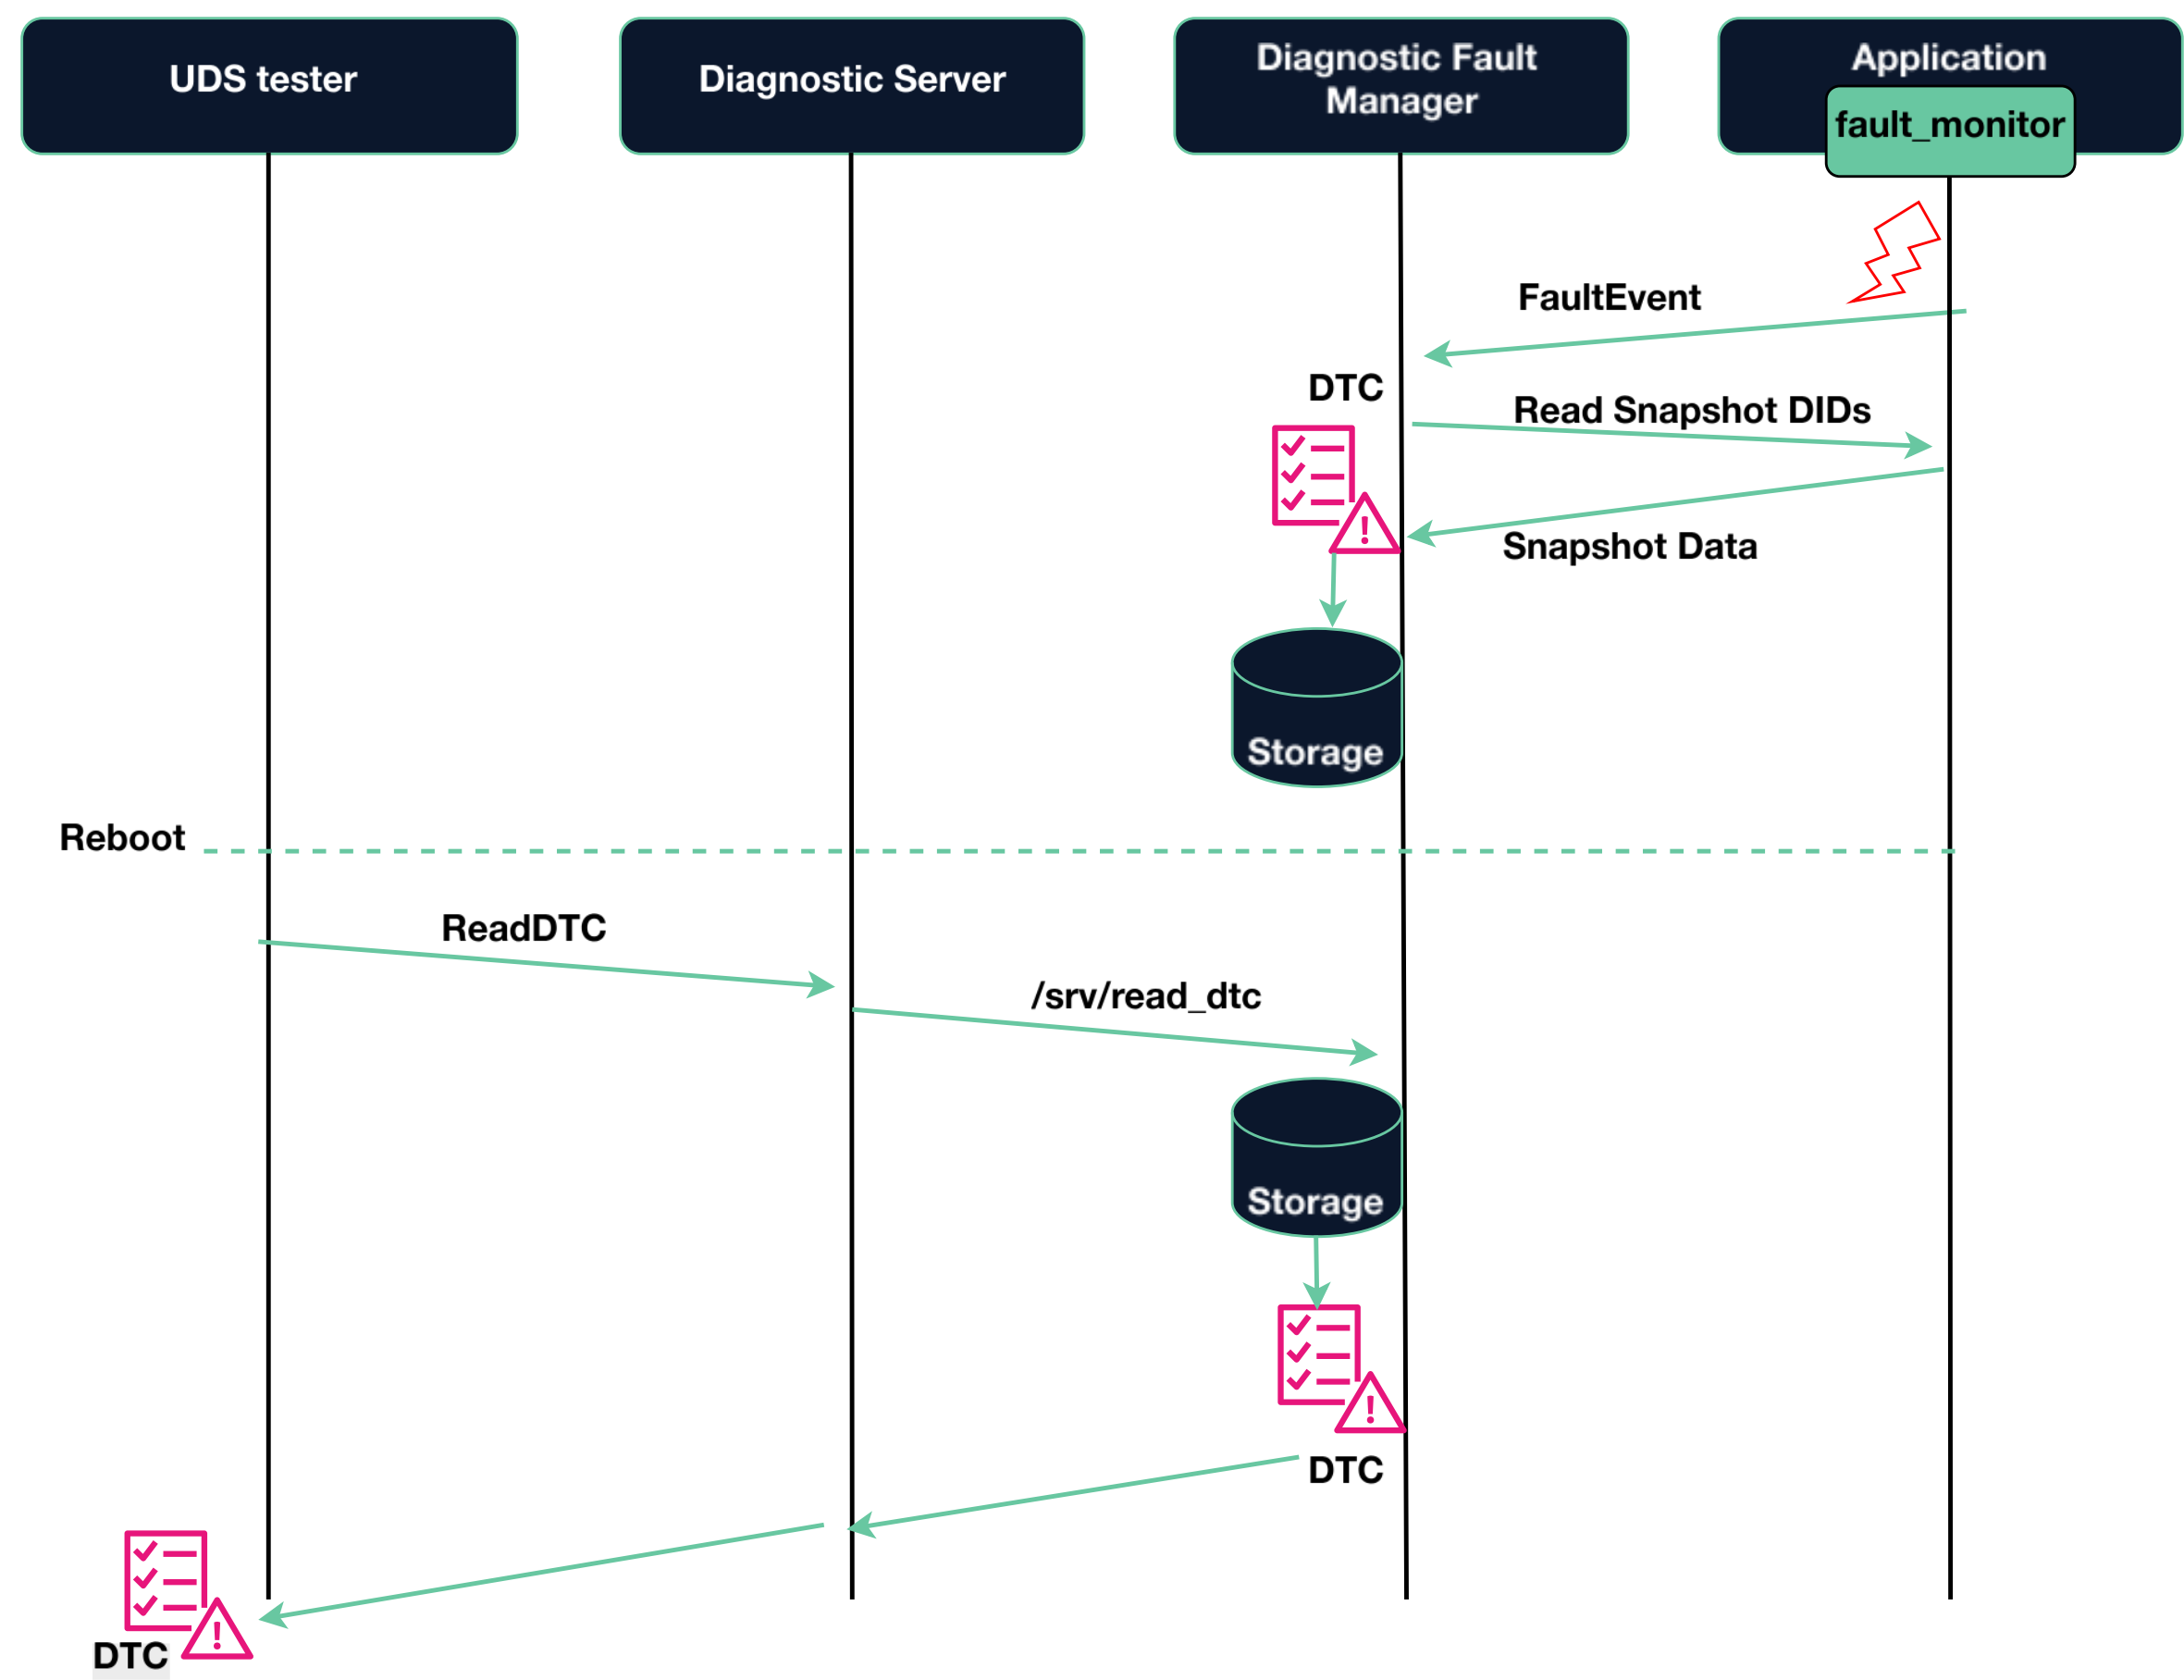 UDS tester
Diagnostic Server
Diagnostic Fault
Manager
Application
fault_monitor
FaultEvent
DTC
Read Snapshot DIDs
Snapshot Data
Storage
Reboot
ReadDTC
/srv/read_dtc
Storage
DTC
DTC